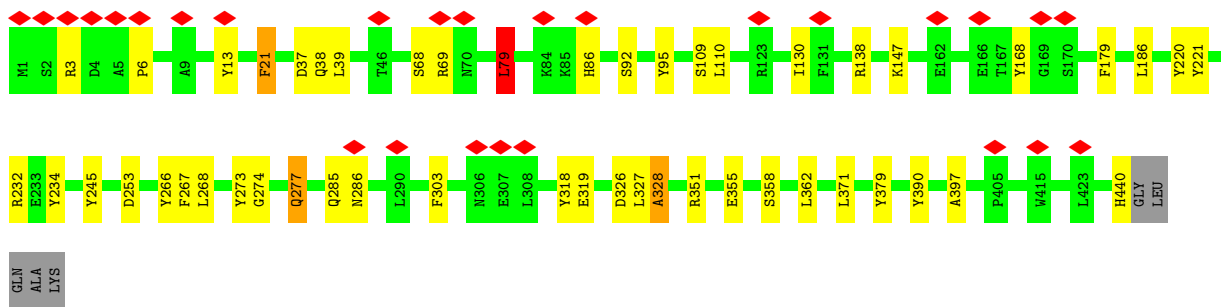 M1 S2 R3 D4 A5 P6 A9 Y13 F21 D37 Q38 L39 T46 S68 R69 N70 L79 K84 K85 H86 S92 Y95 S109 L110 R123 I130 F131 R138 K147 E162 E166 T167 Y168 G169 S170 F179 L186 Y220 Y221
R232 E233 Y234 Y245 D253 Y266 F267 L268 Y273 G274 Q277 Q285 N286 L290 F303 N306 E307 L308 Y318 E319 D326 L327 A328 R351 E355 S358 L362 L371 Y379 Y390 A397 P405 W415 L423 H440 GLY LEU
GLN ALA LYS